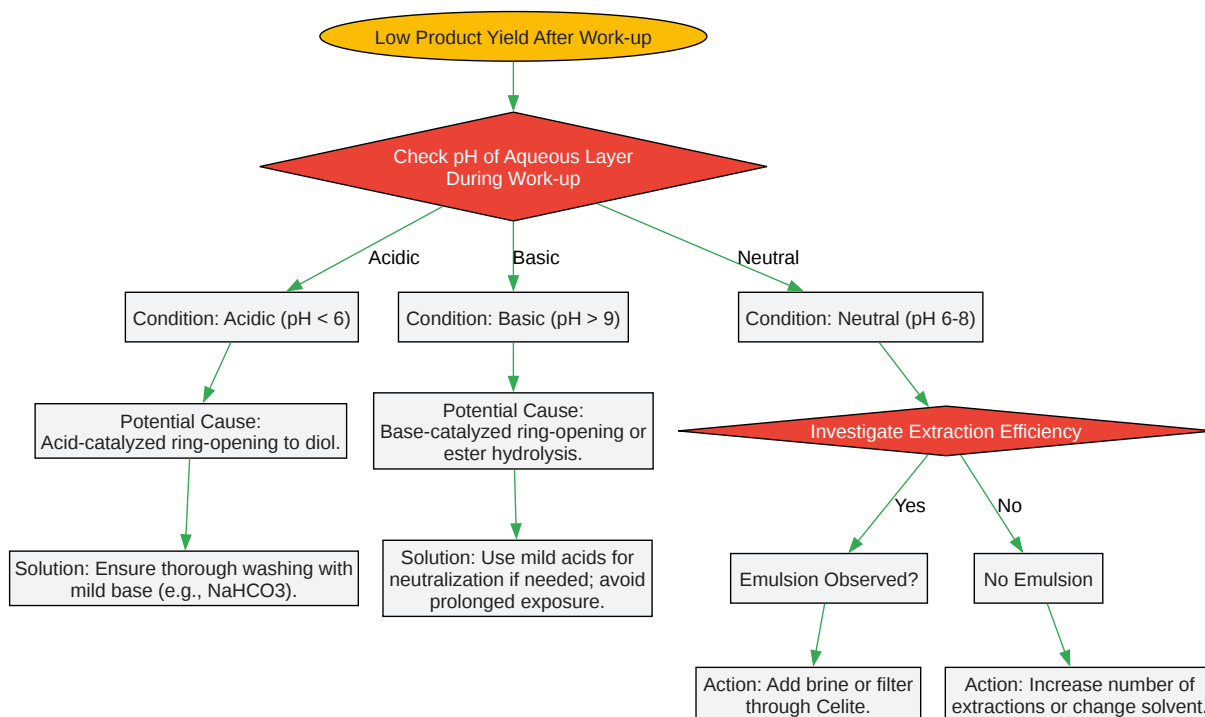 Low Product Yield After Work-up
Check pH of Aqueous Layer
During Work-up
Acidic
Basic
Neutral
Condition: Acidic (pH < 6)
Condition: Basic (pH > 9)
Condition: Neutral (pH 6-8)
Potential Cause:
Acid-catalyzed ring-opening to diol.
Potential Cause:
Base-catalyzed ring-opening or
ester hydrolysis.
Investigate Extraction Efficiency
Yes
No
Solution: Ensure thorough washing with
mild base (e.g., NaHCO3).
Solution: Use mild acids for
neutralization if needed; avoid
prolonged exposure.
Emulsion Observed?
No Emulsion
Action: Add brine or filter
through Celite.
Action: Increase number of
extractions or change solvent.